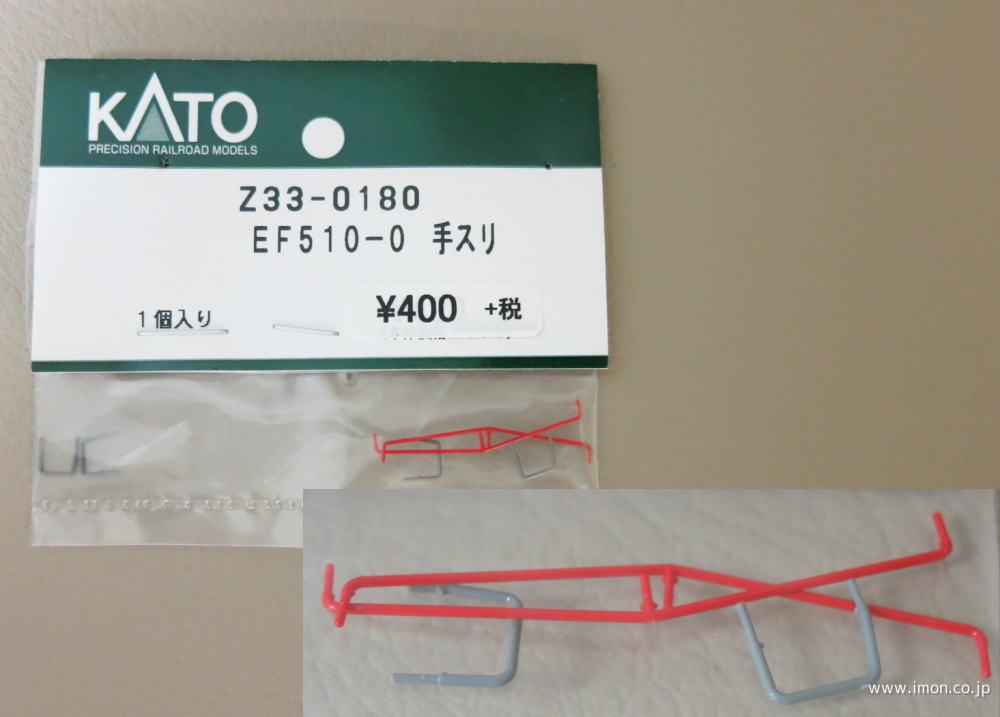 KATO
PRECISION RAILROAD MODELS
Z33-0180
EF510-0 手スリ
1個入り
¥400 +税
www.imon.co.jp